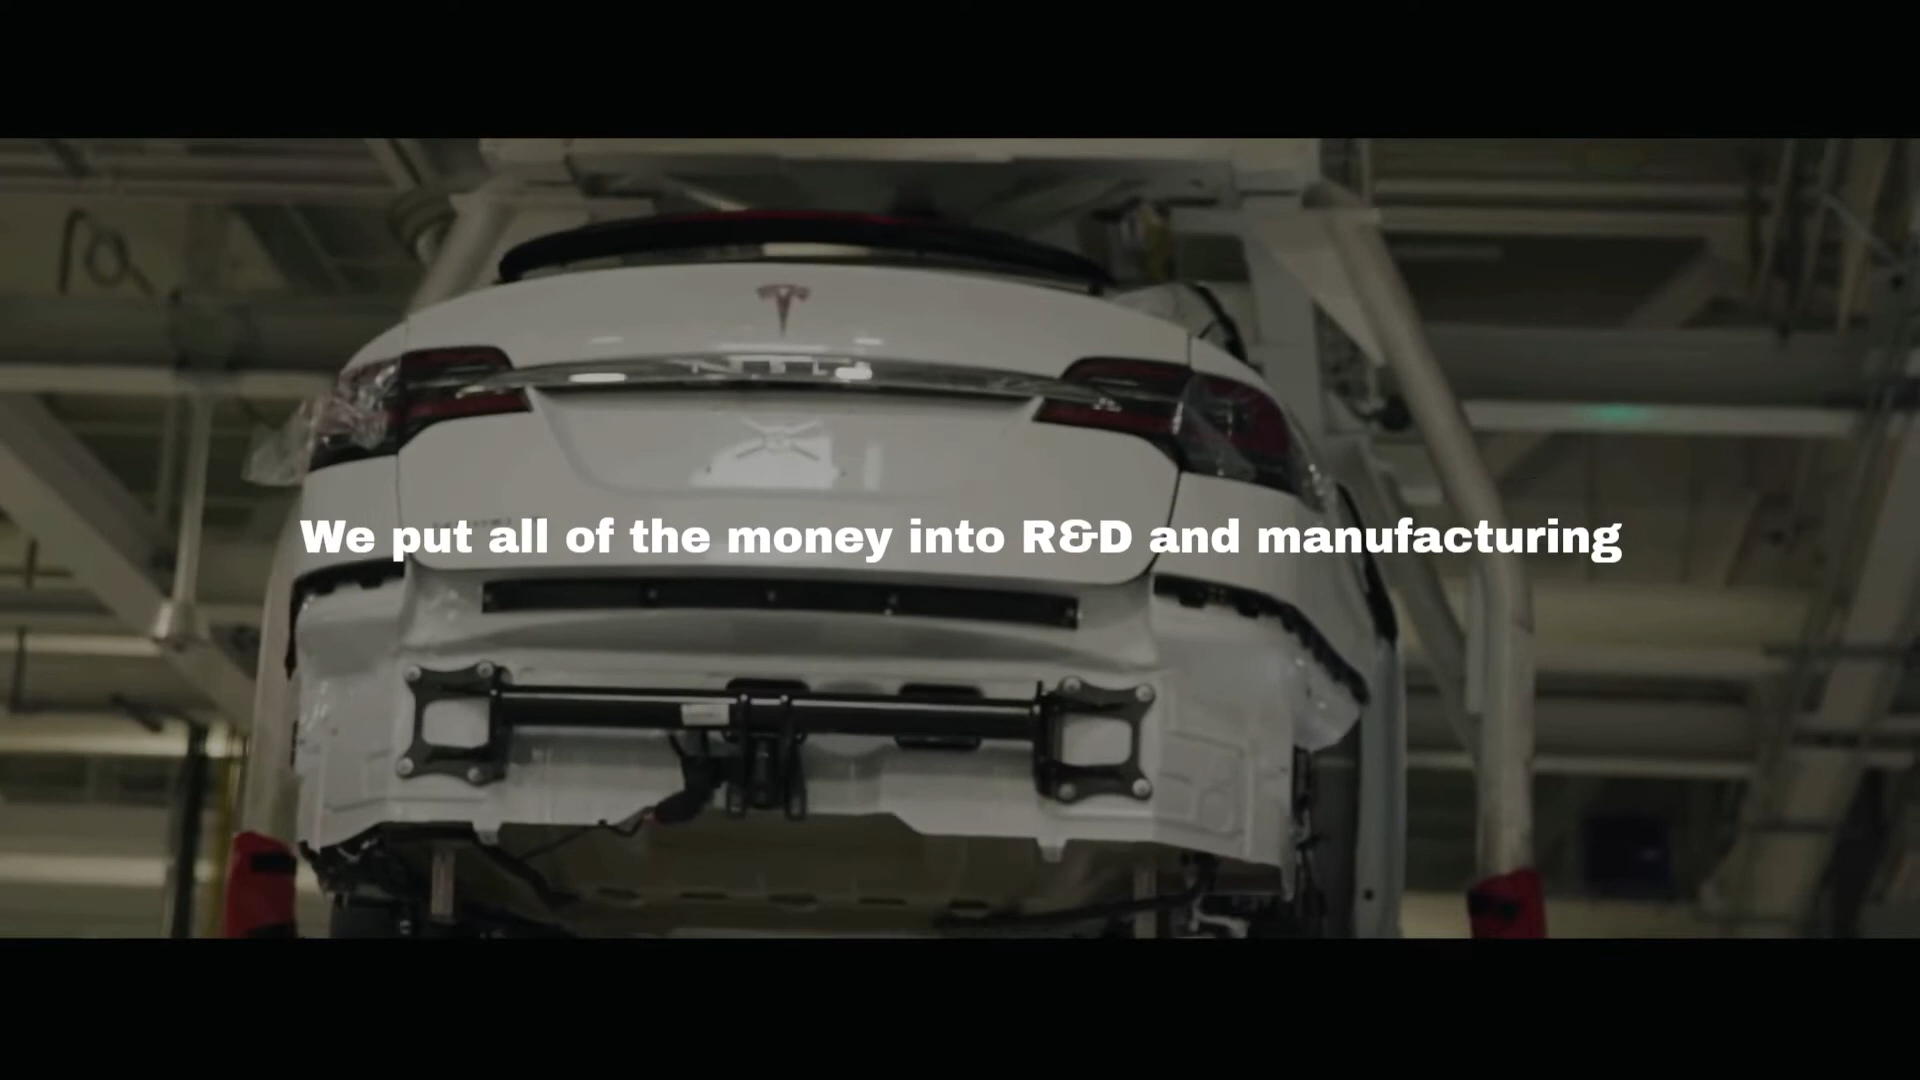 We put all of the money into R&D and manufacturing